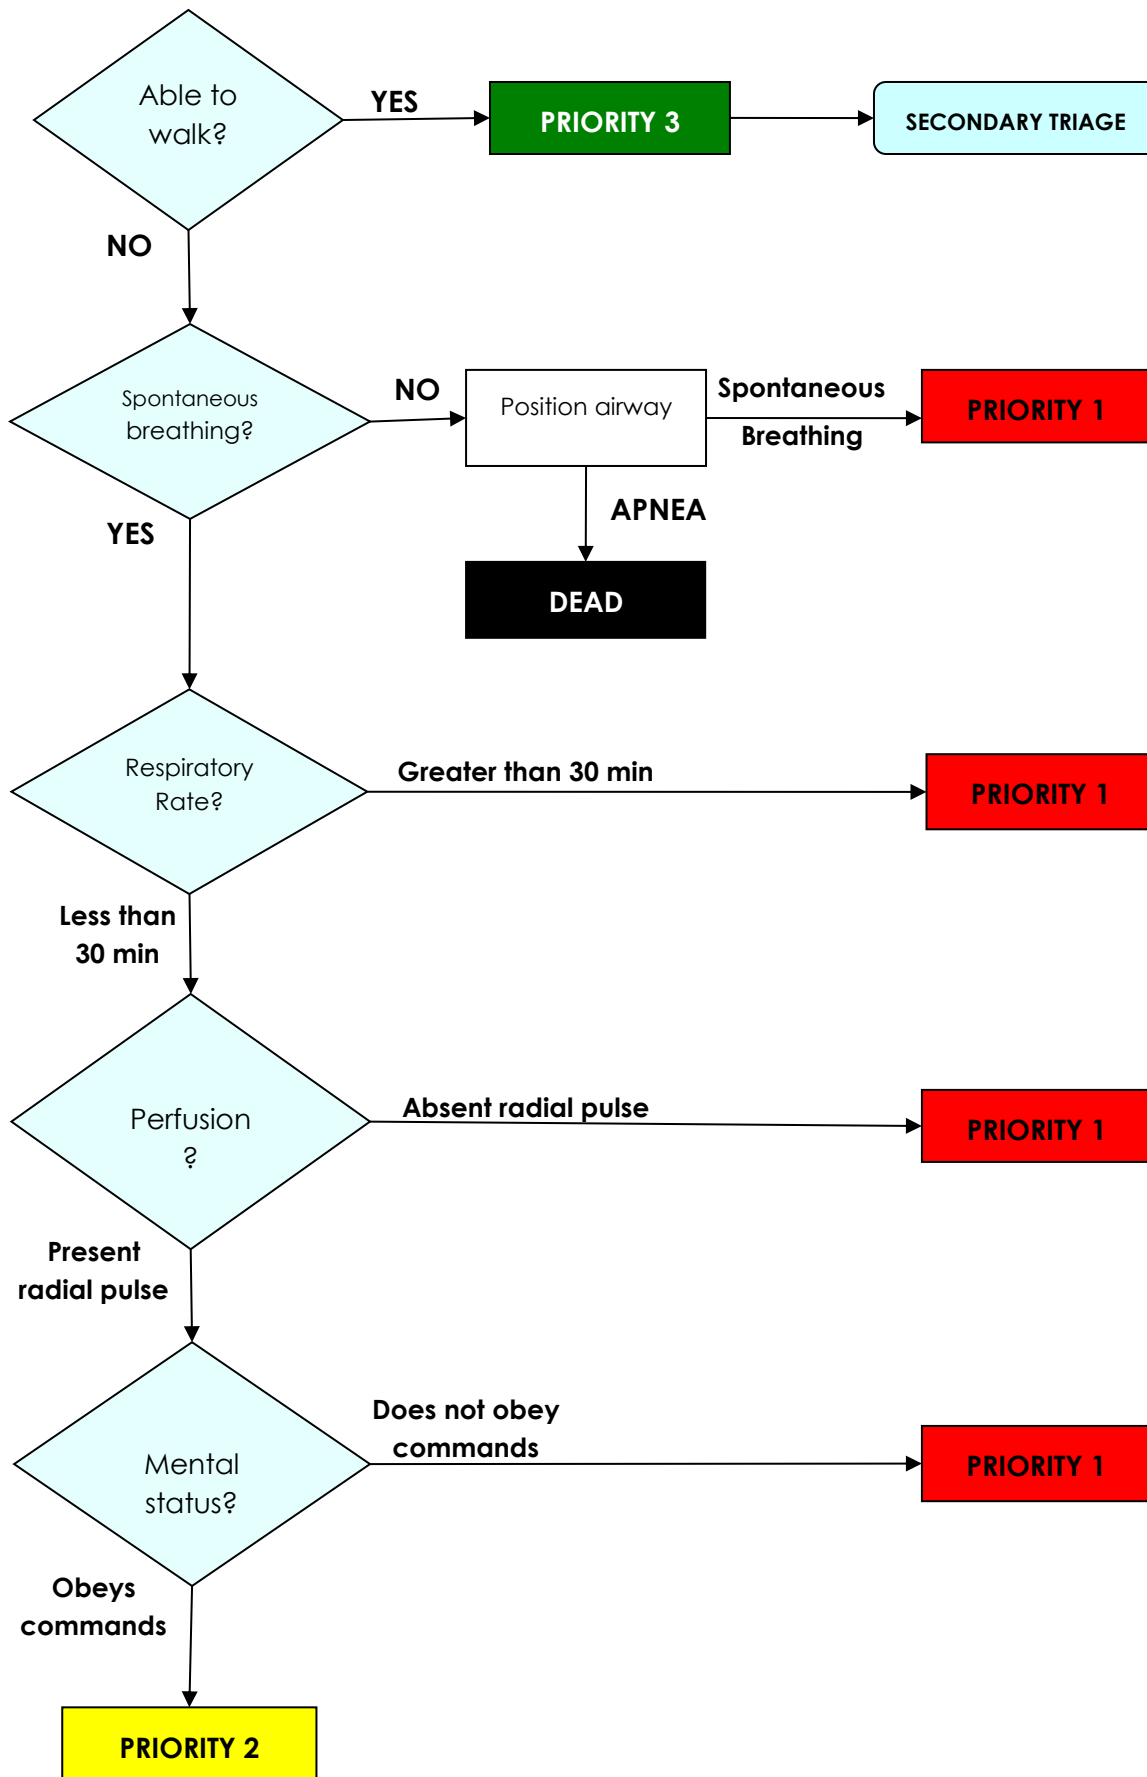 Able to
walk?
YES
PRIORITY 3
SECONDARY TRIAGE
NO
Spontaneous
breathing?
NO
Position airway
Spontaneous
Breathing
PRIORITY 1
YES
APNEA
DEAD
Respiratory
Rate?
Greater than 30 min
PRIORITY 1
Less than
30 min
Perfusion
?
Absent radial pulse
PRIORITY 1
Present
radial pulse
Mental
status?
Does not obey
commands
PRIORITY 1
Obeys
commands
PRIORITY 2